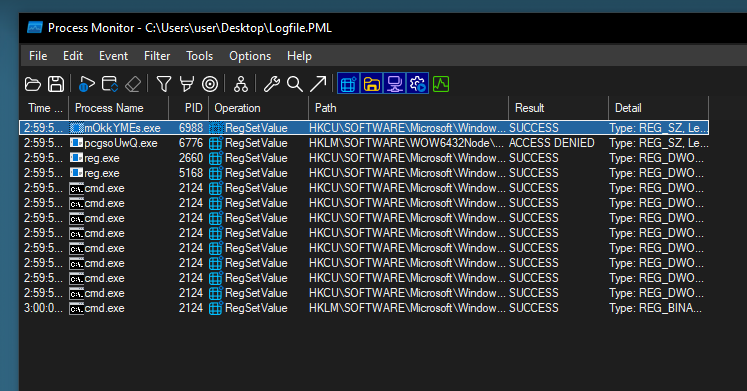 Process Monitor - C:\Users\user\Desktop\Logfile.PML
File Edit Event Filter Tools Options Help
Time ... Process Name PID Operation Path Result Detail
2:59:5... mOkkYMEs.exe 6988 RegSetValue HKCU\SOFTWARE\Microsoft\Window... SUCCESS Type: REG_SZ, Le...
2:59:5... pcgsoUwQ.exe 6776 RegSetValue HKLM\SOFTWARE\WOW6432Node\... ACCESS DENIED Type: REG_SZ, Le...
2:59:5... reg.exe 2660 RegSetValue HKCU\SOFTWARE\Microsoft\Window... SUCCESS Type: REG_DWO...
2:59:5... reg.exe 5168 RegSetValue HKCU\SOFTWARE\Microsoft\Window... SUCCESS Type: REG_DWO...
2:59:5... cmd.exe 2124 RegSetValue HKCU\SOFTWARE\Microsoft\Window... SUCCESS Type: REG_DWO...
2:59:5... cmd.exe 2124 RegSetValue HKCU\SOFTWARE\Microsoft\Window... SUCCESS Type: REG_DWO...
2:59:5... cmd.exe 2124 RegSetValue HKCU\SOFTWARE\Microsoft\Window... SUCCESS Type: REG_DWO...
2:59:5... cmd.exe 2124 RegSetValue HKCU\SOFTWARE\Microsoft\Window... SUCCESS Type: REG_DWO...
2:59:5... cmd.exe 2124 RegSetValue HKCU\SOFTWARE\Microsoft\Window... SUCCESS Type: REG_DWO...
2:59:5... cmd.exe 2124 RegSetValue HKCU\SOFTWARE\Microsoft\Window... SUCCESS Type: REG_DWO...
2:59:5... cmd.exe 2124 RegSetValue HKCU\SOFTWARE\Microsoft\Window... SUCCESS Type: REG_DWO...
2:59:5... cmd.exe 2124 RegSetValue HKCU\SOFTWARE\Microsoft\Window... SUCCESS Type: REG_DWO...
3:00:0... cmd.exe 2124 RegSetValue HKLM\SOFTWARE\Microsoft\Window... SUCCESS Type: REG_BINA...